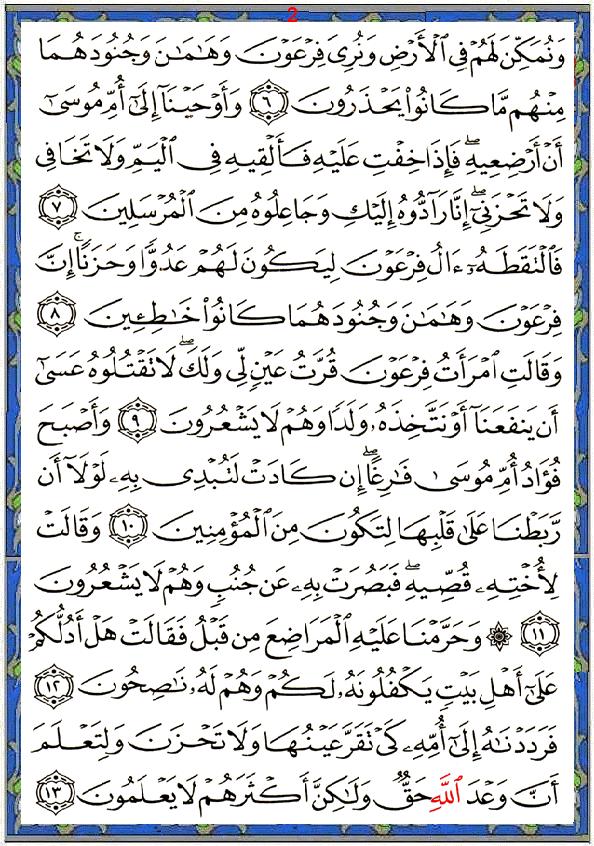 2
وَنُمَكِّنَ لَهُمْ فِى ٱلْأَرْضِ وَنُرِىَ فِرْعَوْنَ وَهَـٰمَـٰنَ وَجُنُودَهُمَا
مِنْهُم مَّا كَانُوا۟ يَحْذَرُونَ ٦ وَأَوْحَيْنَآ إِلَىٰٓ أُمِّ مُوسَىٰٓ
أَنْ أَرْضِعِيهِ ۖ فَإِذَا خِفْتِ عَلَيْهِ فَأَلْقِيهِ فِى ٱلْيَمِّ وَلَا تَخَافِى
وَلَا تَحْزَنِىٓ ۖ إِنَّا رَآدُّوهُ إِلَيْكِ وَجَاعِلُوهُ مِنَ ٱلْمُرْسَلِينَ ٧
فَٱلْتَقَطَهُۥٓ ءَالُ فِرْعَوْنَ لِيَكُونَ لَهُمْ عَدُوًّا وَحَزَنًا ۗ إِنَّ
فِرْعَوْنَ وَهَـٰمَـٰنَ وَجُنُودَهُمَا كَانُوا۟ خَـٰطِـِٔينَ ٨
وَقَالَتِ ٱمْرَأَتُ فِرْعَوْنَ قُرَّتُ عَيْنٍ لِّى وَلَكَ ۖ لَا تَقْتُلُوهُ عَسَىٰٓ
أَن يَنفَعَنَآ أَوْ نَتَّخِذَهُۥ وَلَدًا وَهُمْ لَا يَشْعُرُونَ ٩ وَأَصْبَحَ
فُؤَادُ أُمِّ مُوسَىٰ فَـٰرِغًا ۖ إِن كَادَتْ لَتُبْدِى بِهِۦ لَوْلَآ أَن
رَّبَطْنَا عَلَىٰ قَلْبِهَا لِتَكُونَ مِنَ ٱلْمُؤْمِنِينَ ١٠ وَقَالَتْ
لِأُخْتِهِۦ قُصِّيهِ ۖ فَبَصُرَتْ بِهِۦ عَن جُنُبٍ وَهُمْ لَا يَشْعُرُونَ
١١ ۞ وَحَرَّمْنَا عَلَيْهِ ٱلْمَرَاضِعَ مِن قَبْلُ فَقَالَتْ هَلْ أَدُلُّكُمْ
عَلَىٰٓ أَهْلِ بَيْتٍ يَكْفُلُونَهُۥ لَكُمْ وَهُمْ لَهُۥ نَـٰصِحُونَ ١٢
فَرَدَدْنَـٰهُ إِلَىٰٓ أُمِّهِۦ كَىْ تَقَرَّ عَيْنُهَا وَلَا تَحْزَنَ وَلِتَعْلَمَ
أَنَّ وَعْدَ ٱللَّهِ حَقٌّ وَلَـٰكِنَّ أَكْثَرَهُمْ لَا يَعْلَمُونَ ١٣